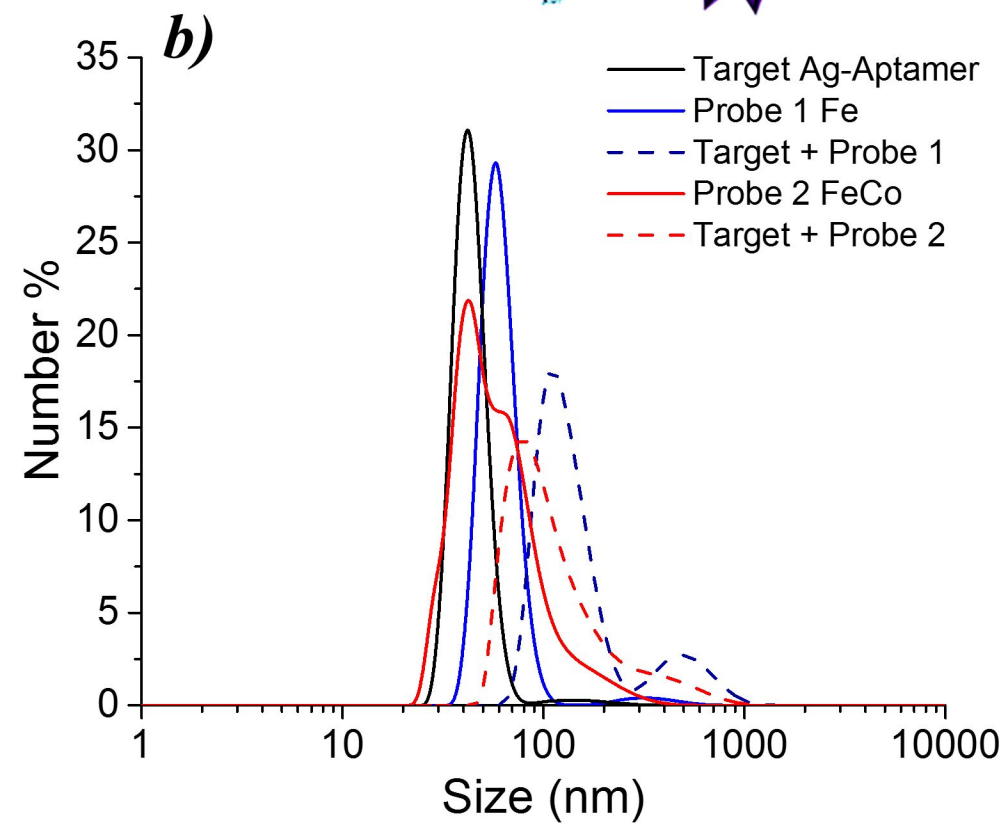 b)
35
30
25
20
15
10
5
0
Number %
Target Ag-Aptamer
Probe 1 Fe
Target + Probe 1
Probe 2 FeCo
Target + Probe 2
1 10 100 1000 10000
Size (nm)